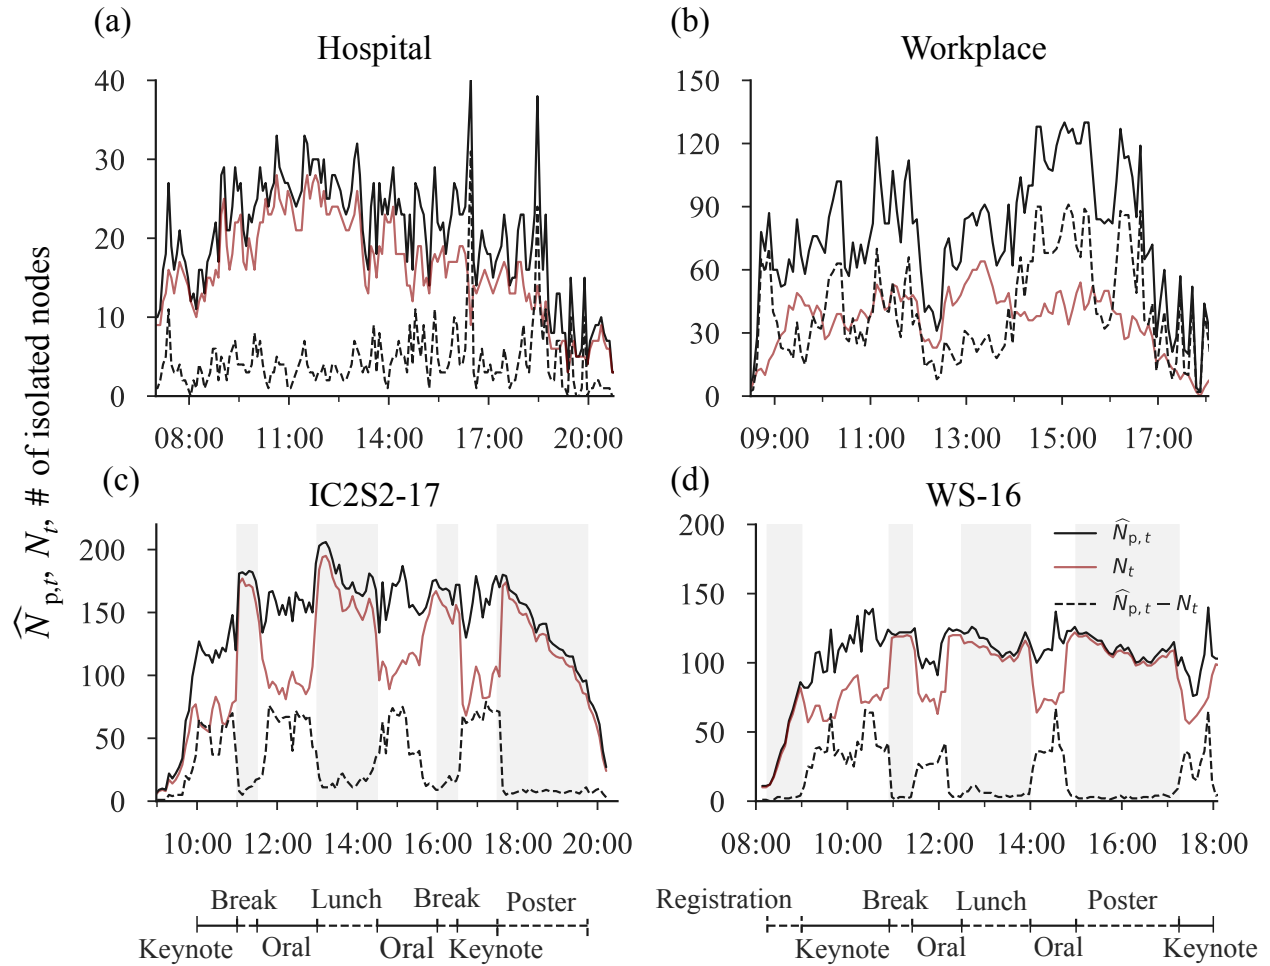 (a)
Hospital
40
30
20
10
0
08:00 11:00 14:00 17:00 20:00
(b)
Workplace
150
120
90
60
30
0
09:00 11:00 13:00 15:00 17:00
N̂p,t, Nt, # of isolated nodes
(c)
IC2S2-17
200
150
100
50
0
10:00 12:00 14:00 16:00 18:00 20:00
Break Lunch Break Poster
Keynote Oral Oral Keynote
(d)
WS-16
200
150
100
50
0
N̂p,t
Nt
N̂p,t − Nt
08:00 10:00 12:00 14:00 16:00 18:00
Registration Break Lunch Poster
Keynote Oral Oral Keynote